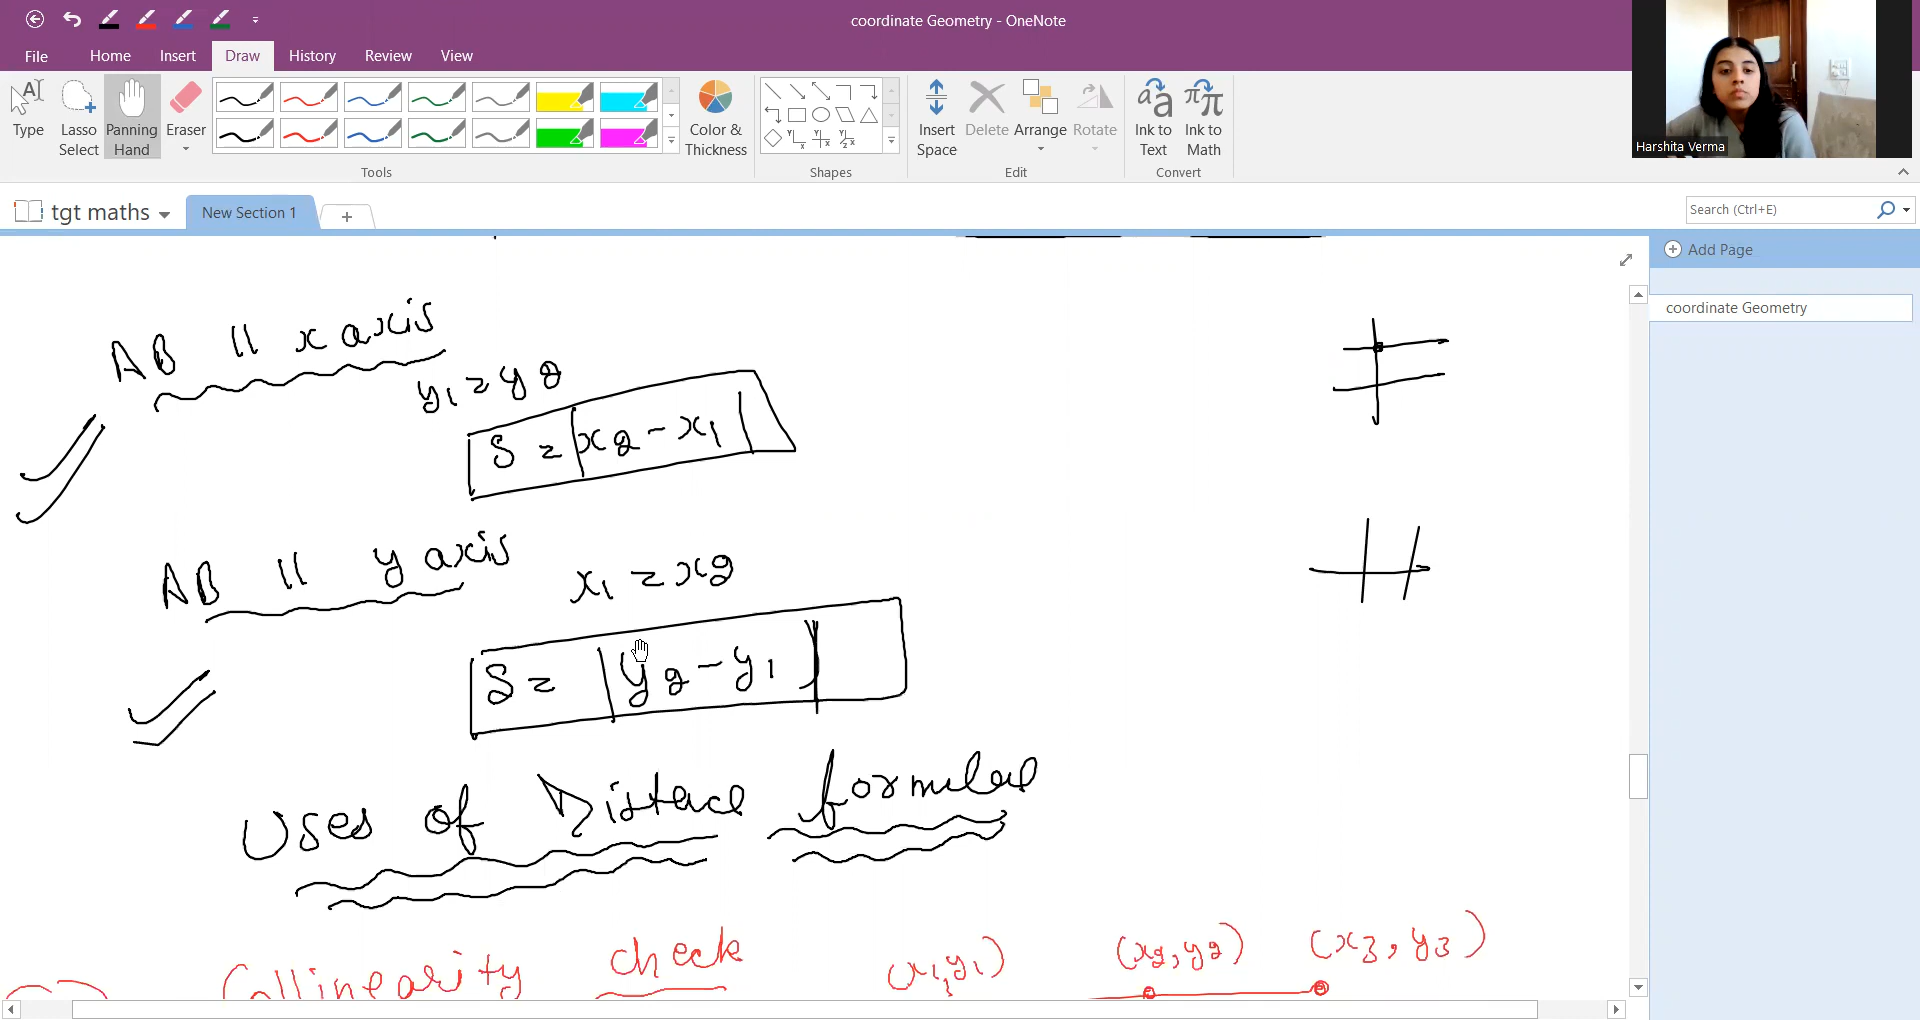 coordinate Geometry - OneNote
File Home Insert Draw History Review View
Type
Lasso Select
Panning Hand
Eraser
Color & Thickness
Insert Space
Delete
Arrange
Rotate
Ink to Text
Ink to Math
Tools
Shapes
Edit
Convert
Harshita Verma
tgt maths
New Section 1
Search (Ctrl+E)
Add Page
coordinate Geometry
AB || x axis
y1 = y2
S = |x2 - x1|
AB || y axis
x1 = x2
S = |y2 - y1|
Uses of Distace formulae
Collinearity check (x1,y1) (x2,y2) (x3,y3)